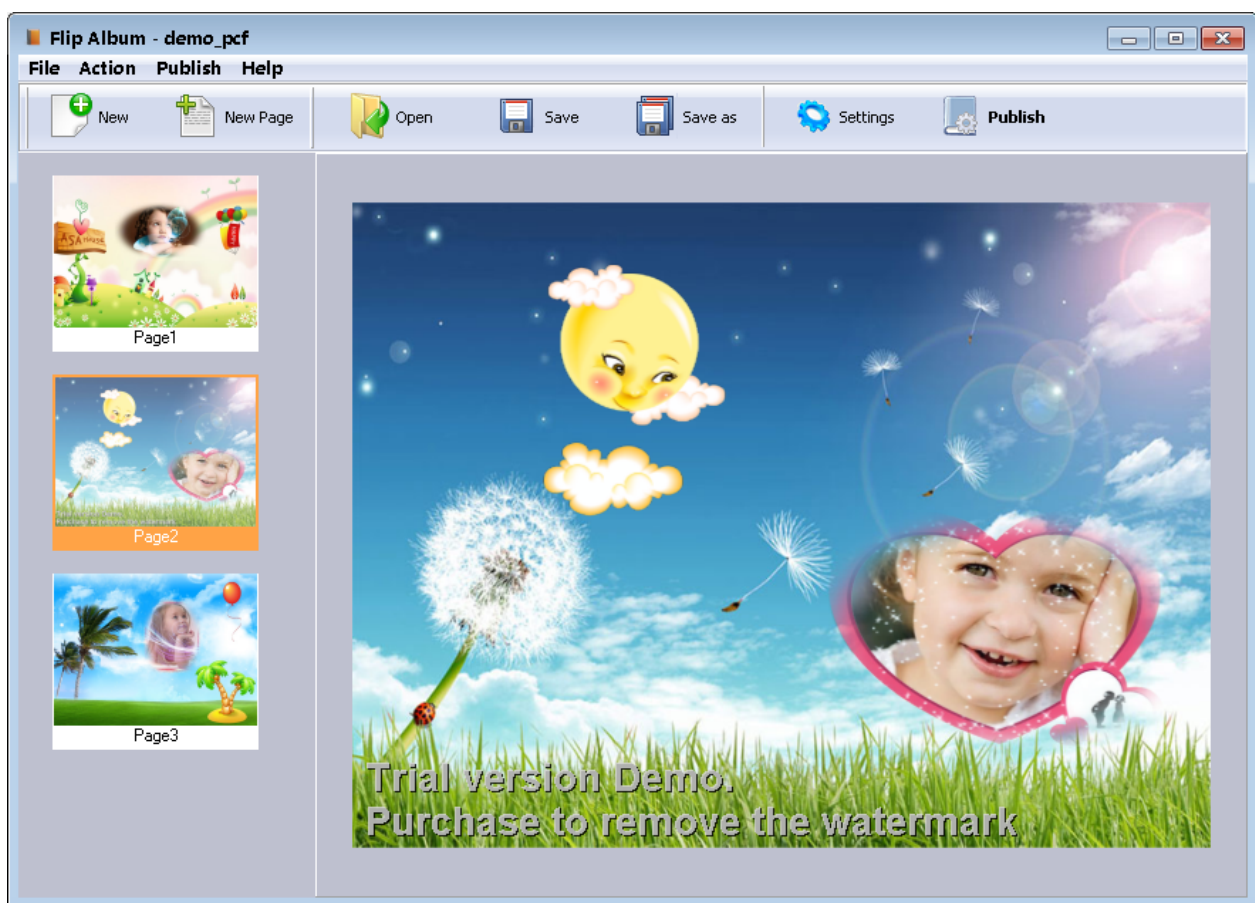 Flip Album - demo_pcf
File Action Publish Help
New New Page Open Save Save as Settings Publish
Page1
Page2
Page3
Trial version Demo.
Purchase to remove the watermark